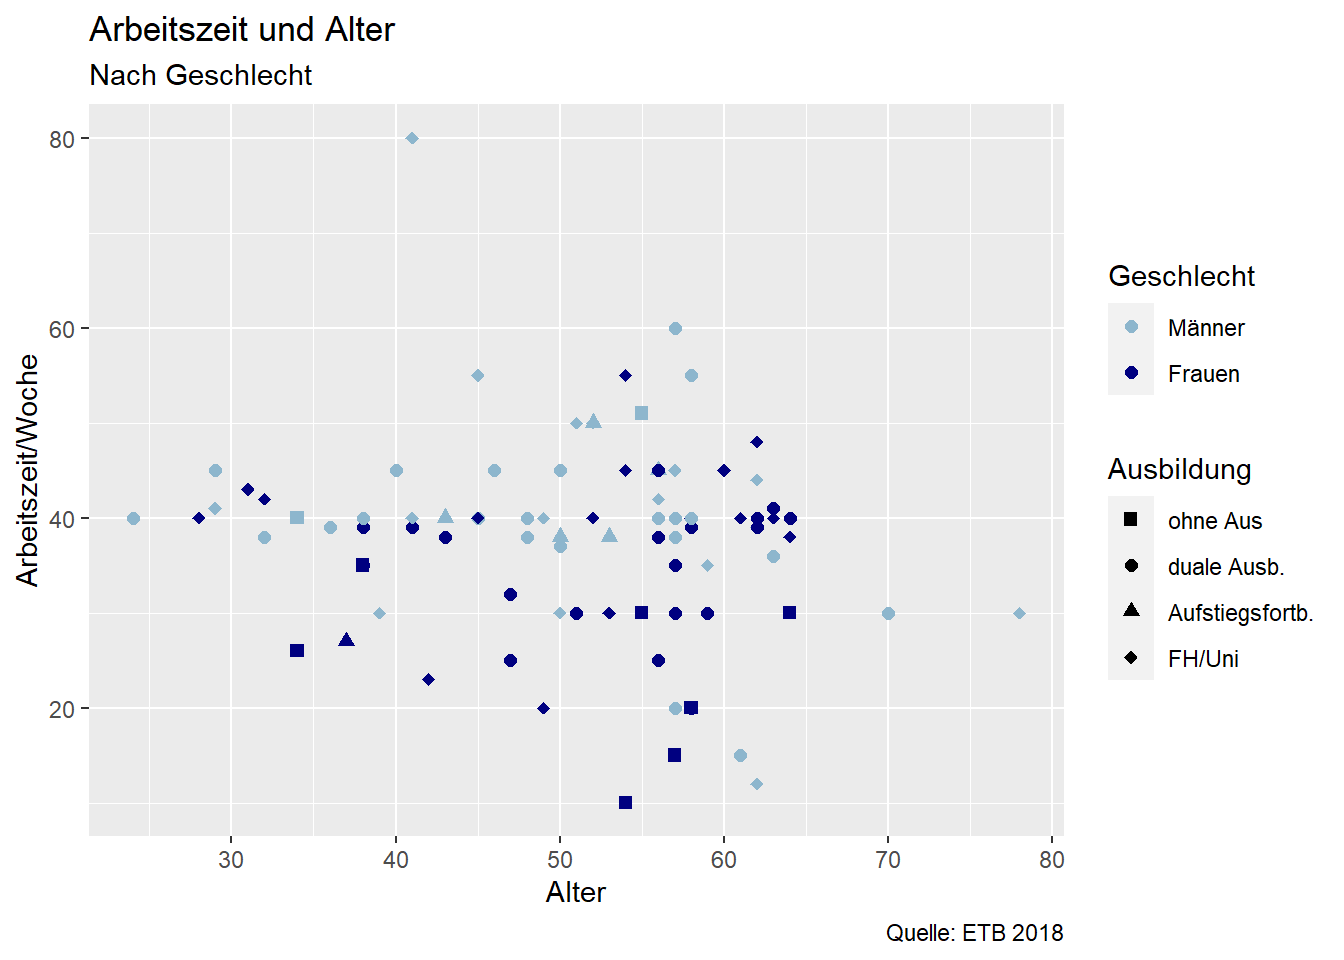 Arbeitszeit und Alter
Nach Geschlecht
Arbeitszeit/Woche
80
60
40
20
30 40 50 60 70 80
Alter
Geschlecht
Männer
Frauen
Ausbildung
ohne Aus
duale Ausb.
Aufstiegsfortb.
FH/Uni
Quelle: ETB 2018